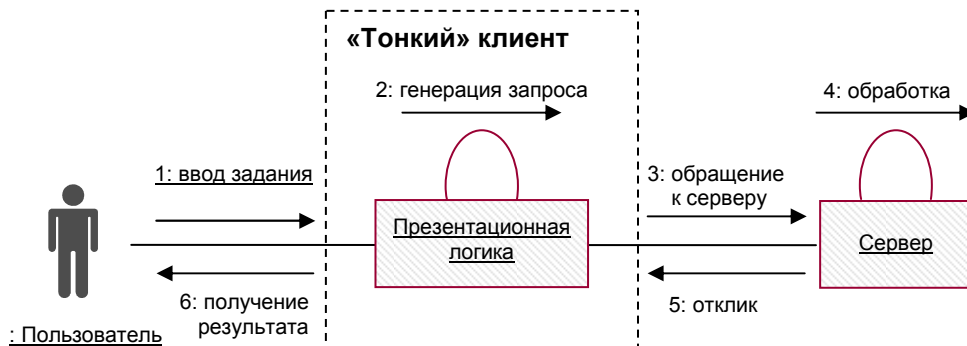 «Тонкий» клиент
2: генерация запроса
4: обработка
1: ввод задания
3: обращение
к серверу
Презентационная
логика
Сервер
6: получение
результата
5: отклик
: Пользователь